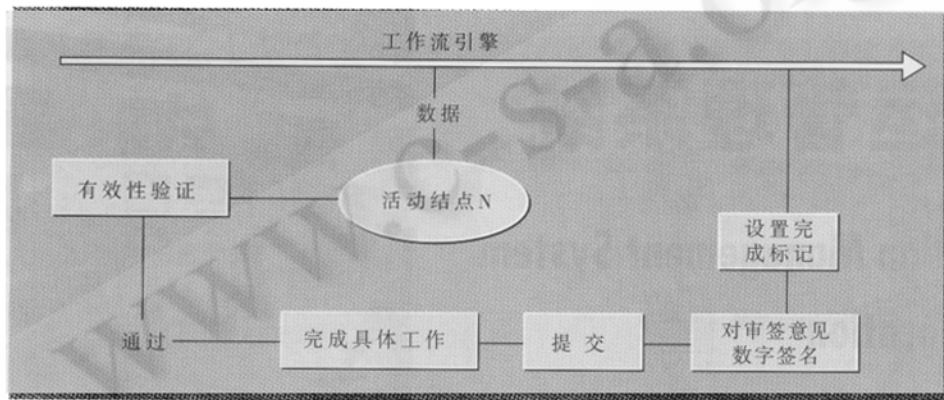 工作流引擎
数据
有效性验证
活动结点N
设置完
成标记
通过
完成具体工作
提 交
对审签意见
数字签名
www.c-s-a.o